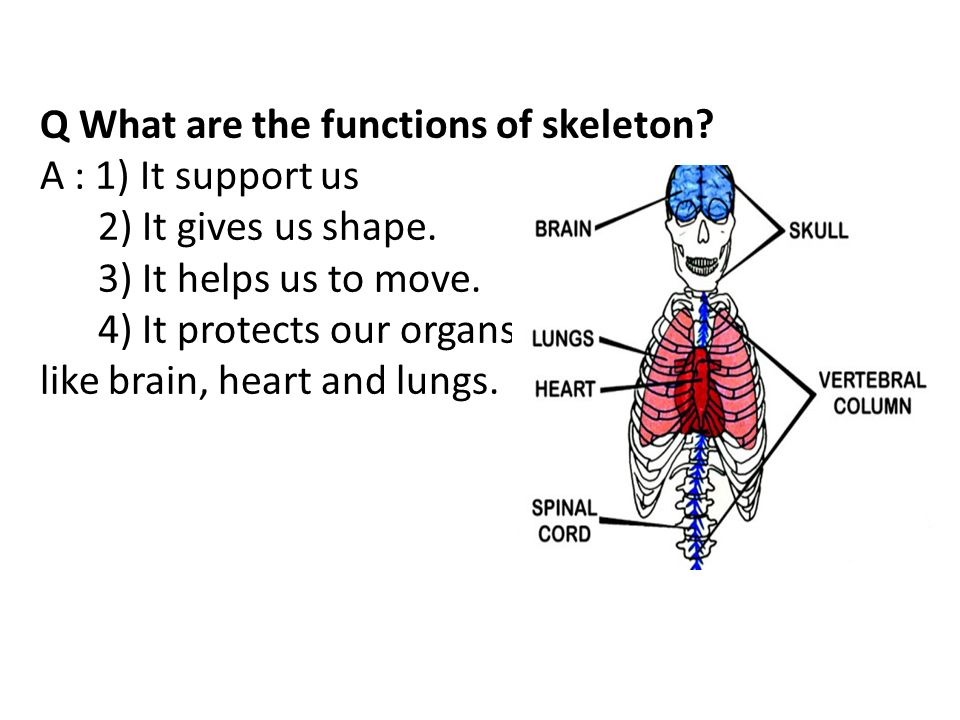 Q What are the functions of skeleton?
A : 1) It support us
2) It gives us shape.
3) It helps us to move.
4) It protects our organs
like brain, heart and lungs.
BRAIN
SKULL
LUNGS
HEART
VERTEBRAL
COLUMN
SPINAL
CORD